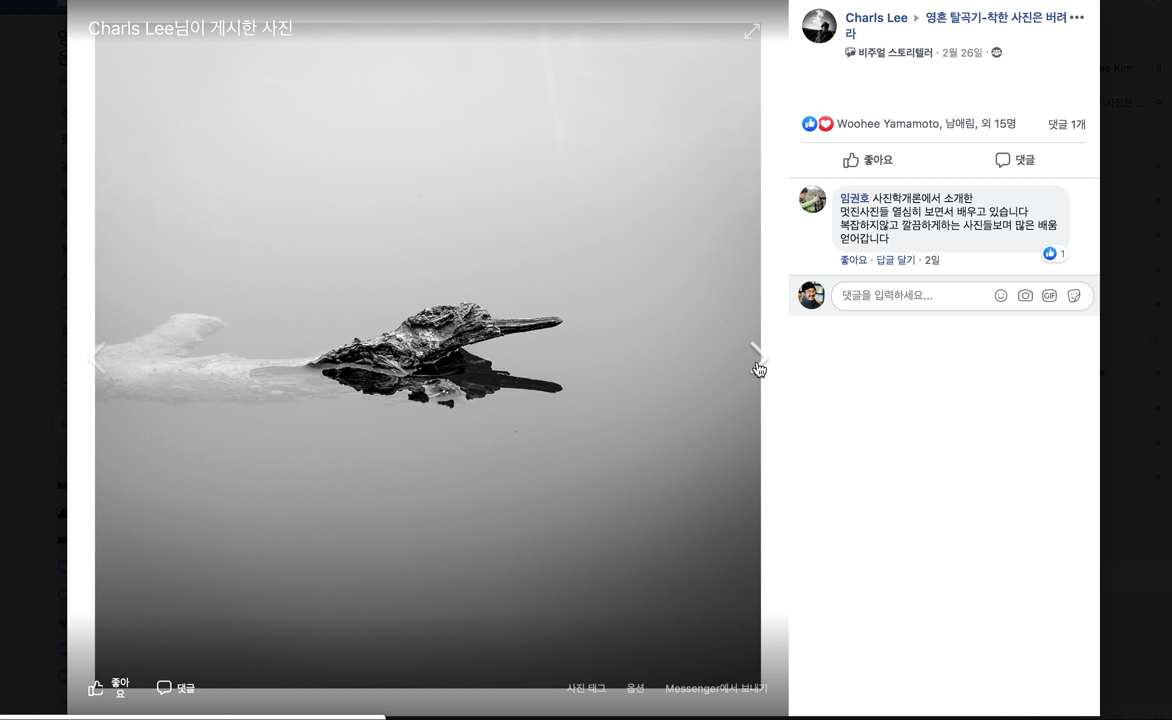 Charls Lee님이 게시한 사진
Charls Lee ▶ 영혼 탈곡기-착한 사진은 버려
라
비주얼 스토리텔러 · 2월 26일 ·
Woohee Yamamoto, 남애림, 외 15명
댓글 1개
좋아요
댓글
임권호 사진학개론에서 소개한
멋진사진들 열심히 보면서 배우고 있습니다
복잡하지않고 깔끔하게하는 사진들보며 많은 배움
얻어갑니다
1
좋아요 · 답글 달기 · 2일
댓글을 입력하세요...
GIF
좋아
요
댓글
사진 태그
옵션
Messenger에서 보내기